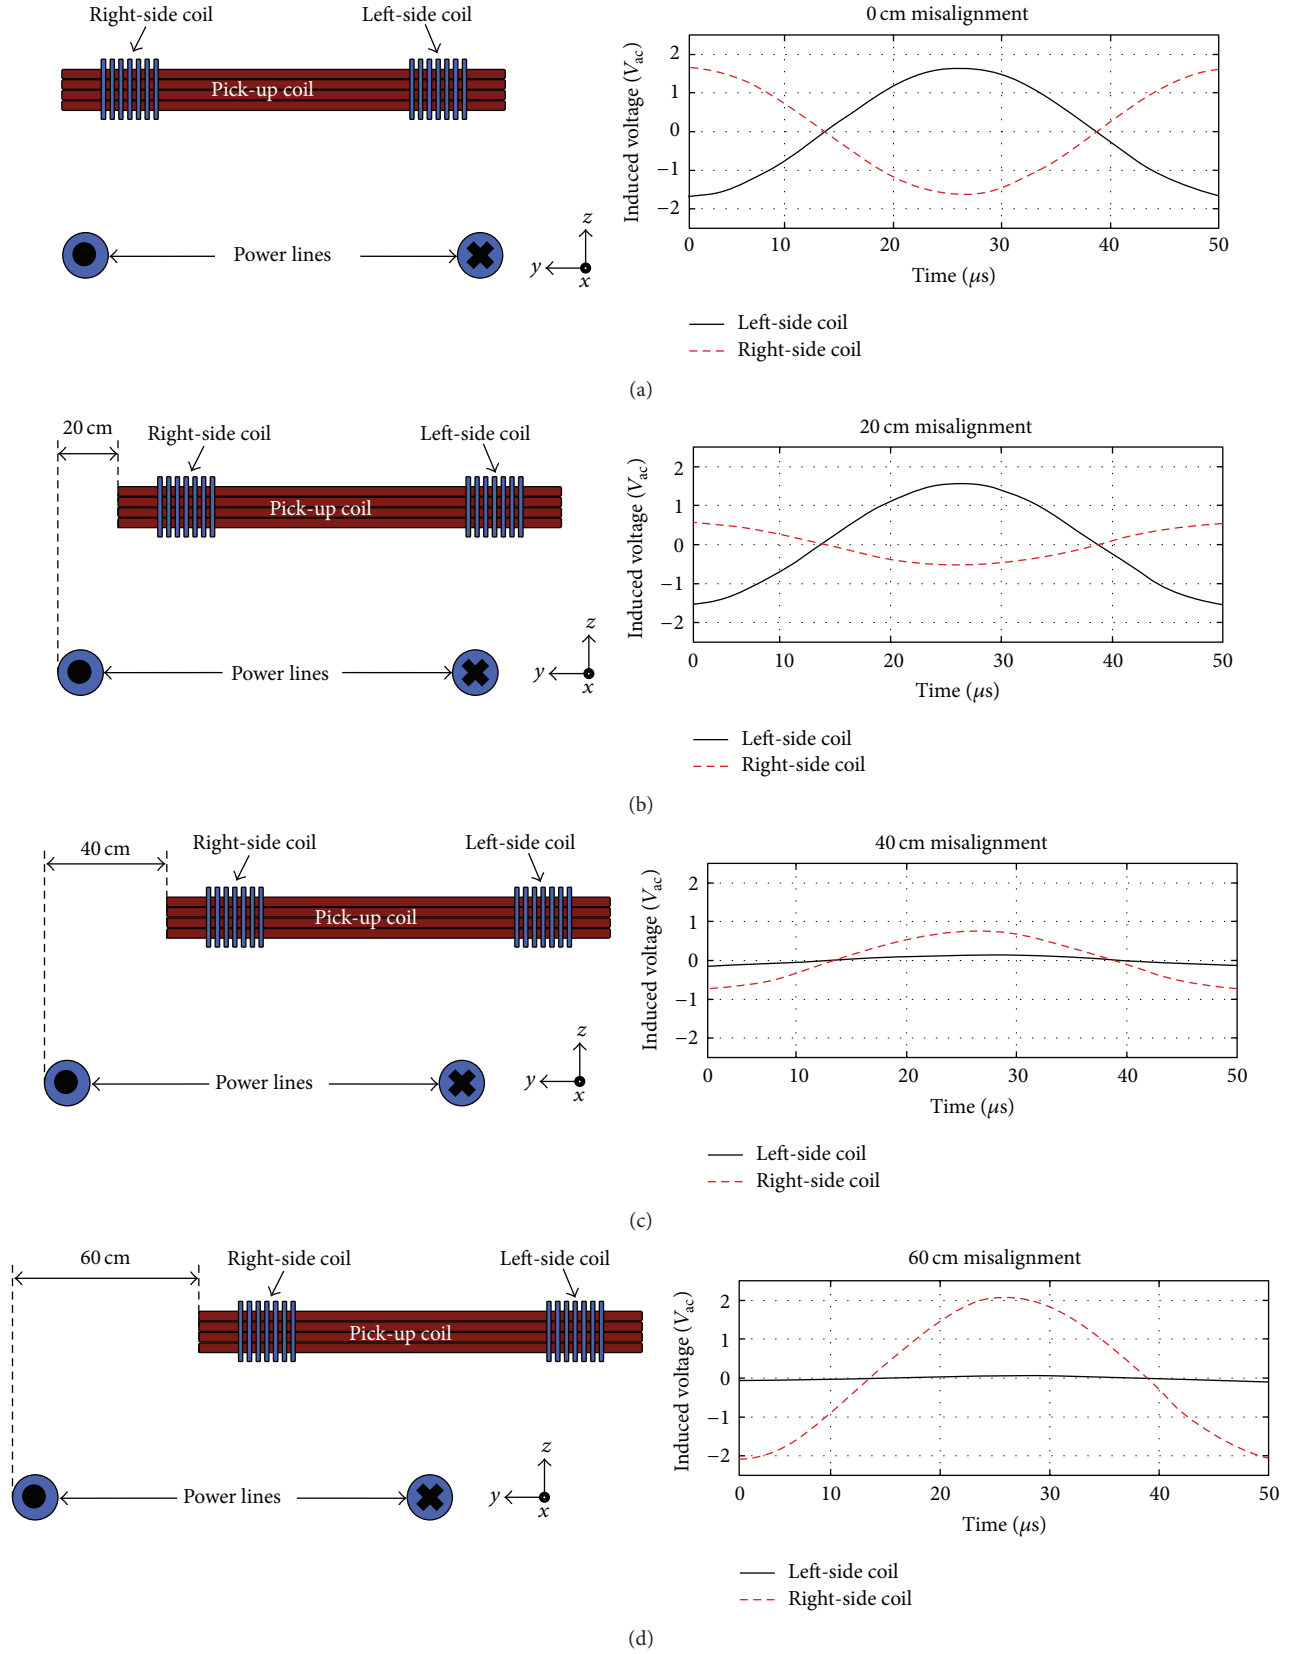 Right-side coil
Left-side coil
Pick-up coil
Power lines
z
y
x
0 cm misalignment
Induced voltage (Vac)
2
1
0
−1
−2
0 10 20 30 40 50
Time (μs)
Left-side coil
Right-side coil
(a)
20 cm
Right-side coil
Left-side coil
Pick-up coil
Power lines
z
y
x
20 cm misalignment
Induced voltage (Vac)
2
1
0
−1
−2
0 10 20 30 40 50
Time (μs)
Left-side coil
Right-side coil
(b)
40 cm
Right-side coil
Left-side coil
Pick-up coil
Power lines
z
y
x
40 cm misalignment
Induced voltage (Vac)
2
1
0
−1
−2
0 10 20 30 40 50
Time (μs)
Left-side coil
Right-side coil
(c)
60 cm
Right-side coil
Left-side coil
Pick-up coil
Power lines
z
y
x
60 cm misalignment
Induced voltage (Vac)
2
1
0
−1
−2
0 10 20 30 40 50
Time (μs)
Left-side coil
Right-side coil
(d)